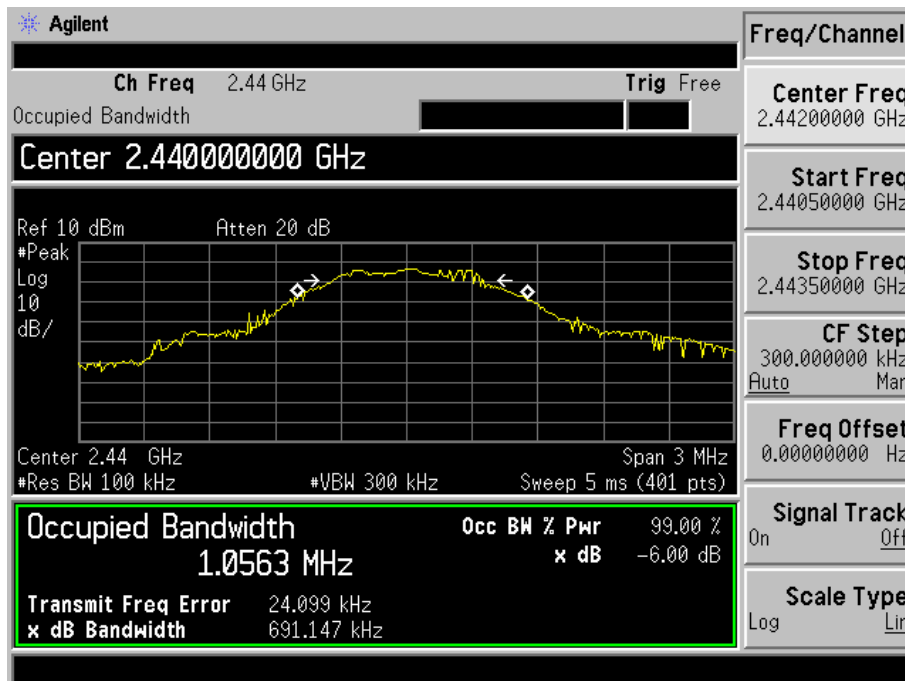 Agilent
Freq/Channel
Ch Freq 2.44 GHz Trig Free
Occupied Bandwidth
Center 2.440000000 GHz
Ref 10 dBm Atten 20 dB
#Peak
Log
10
dB/
Center 2.44 GHz Span 3 MHz
#Res BW 100 kHz #VBW 300 kHz Sweep 5 ms (401 pts)
Occupied Bandwidth
1.0563 MHz
Occ BW % Pwr 99.00 %
x dB -6.00 dB
Transmit Freq Error 24.099 kHz
x dB Bandwidth 691.147 kHz
Center Freq
2.44200000 GHz
Start Freq
2.44050000 GHz
Stop Freq
2.44350000 GHz
CF Step
300.000000 kHz
Auto Man
Freq Offset
0.00000000 Hz
Signal Track
On Off
Scale Type
Log Lin